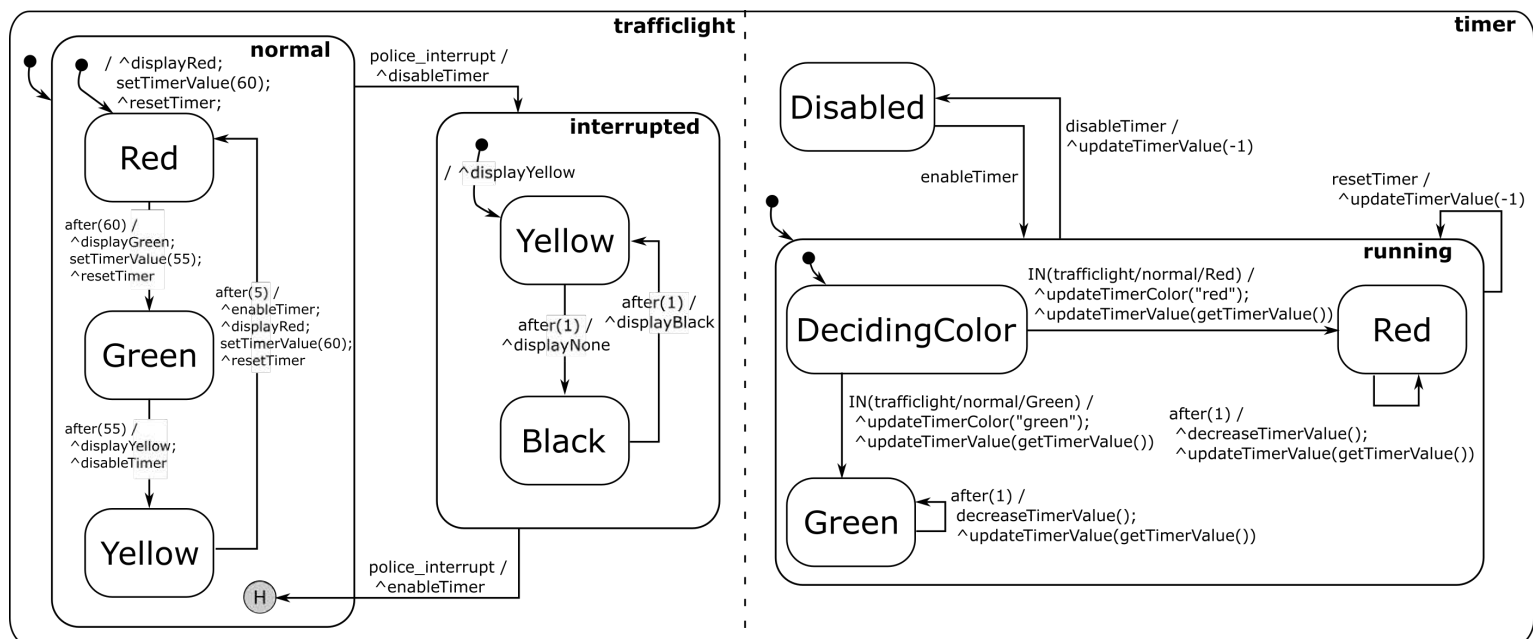 trafficlight
normal
/ ^displayRed;
setTimerValue(60);
^resetTimer;
Red
after(60) /
^displayGreen;
setTimerValue(55);
^resetTimer
Green
after(5) /
^enableTimer;
^displayRed;
setTimerValue(60);
^resetTimer
after(55) /
^displayYellow;
^disableTimer
Yellow
H
police_interrupt /
^disableTimer
interrupted
/ ^displayYellow
Yellow
after(1) /
^displayNone
after(1) /
^displayBlack
Black
police_interrupt /
^enableTimer
timer
Disabled
disableTimer /
^updateTimerValue(-1)
enableTimer
resetTimer /
^updateTimerValue(-1)
running
DecidingColor
IN(trafficlight/normal/Red) /
^updateTimerColor("red");
^updateTimerValue(getTimerValue())
Red
IN(trafficlight/normal/Green) /
^updateTimerColor("green");
^updateTimerValue(getTimerValue())
after(1) /
^decreaseTimerValue();
^updateTimerValue(getTimerValue())
Green
after(1) /
decreaseTimerValue();
^updateTimerValue(getTimerValue())